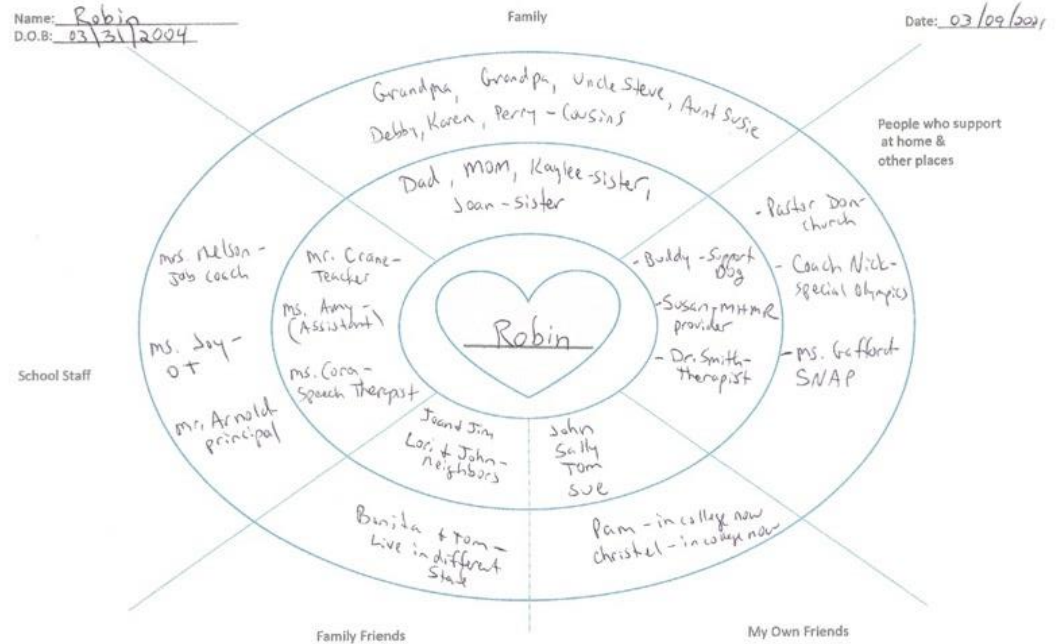 Name: Robin
D.O.B: 03/31/2004
Family
Date: 03/09/2021
Grandma, Grandpa, Uncle Steve, Aunt Susie
Debby, Karen, Perry - Cousins
People who support
at home &
other places
Dad, Mom, Kaylee - sister,
Joan - sister
- Pastor Don -
church
- Coach Nick -
special Olympics
- Ms. Gafford -
SNAP
- Buddy - Support
Dog
- Susan - MHMR
provider
- Dr. Smith -
therapist
Mrs. Nelson -
Job coach
Ms. Joy -
OT
Mr. Arnold
principal
Mr. Crane -
Teacher
Ms. Amy -
(Assistant)
Ms. Cora -
Speech Therapist
Robin
School Staff
Jo and Jim
Lori & John -
neighbors
John
Sally
Tom
Sue
Bonita & Tom -
Live in different
State
Pam - in college now
Christel - in college now
Family Friends
My Own Friends